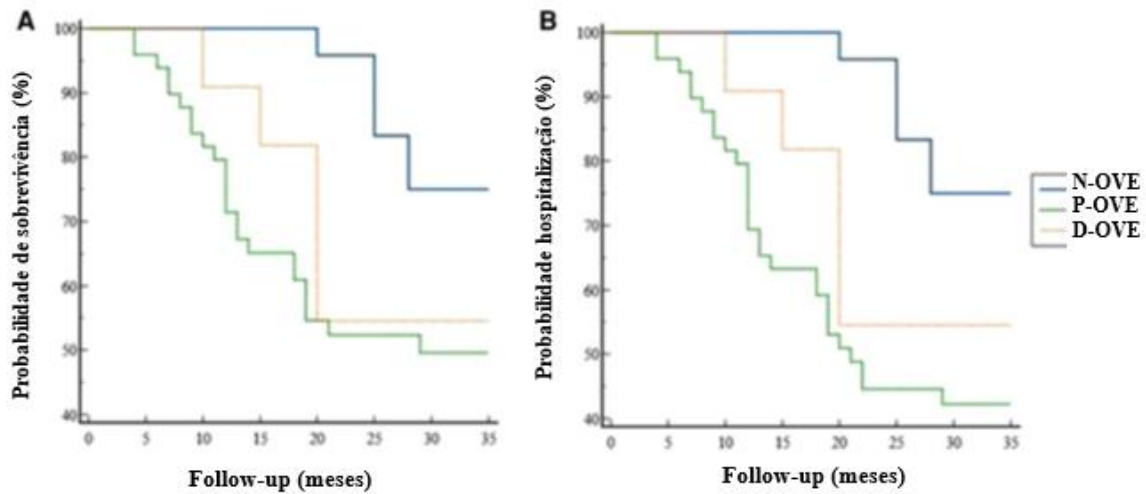 A
Probabilidade de sobrevivência (%)
100
90
80
70
60
50
40
0 5 10 15 20 25 30 35
Follow-up (meses)
B
Probabilidade hospitalização (%)
100
90
80
70
60
50
40
0 5 10 15 20 25 30 35
Follow-up (meses)
N-OVE
P-OVE
D-OVE